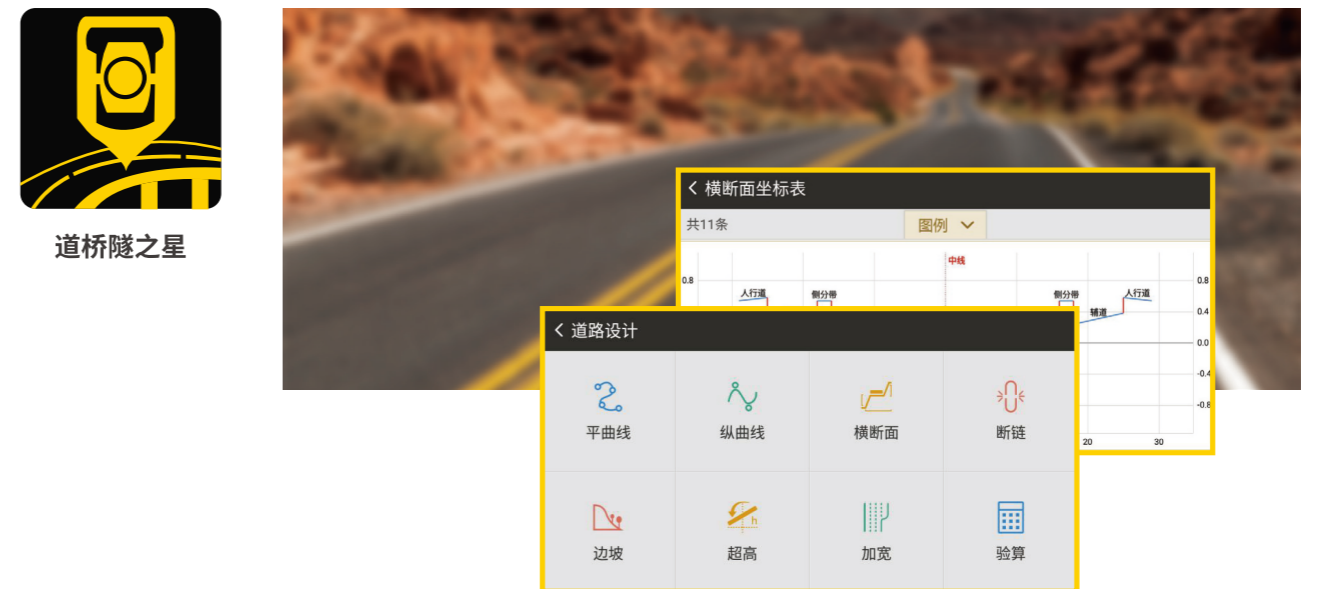 道桥隧之星
横断面坐标表
共11条
图例
中线
0.8
0.8
人行道
侧分带
侧分带
人行道
辅道
0.4
0.0
-0.4
-0.8
20
30
道路设计
平曲线
纵曲线
横断面
断链
边坡
超高
加宽
验算
h